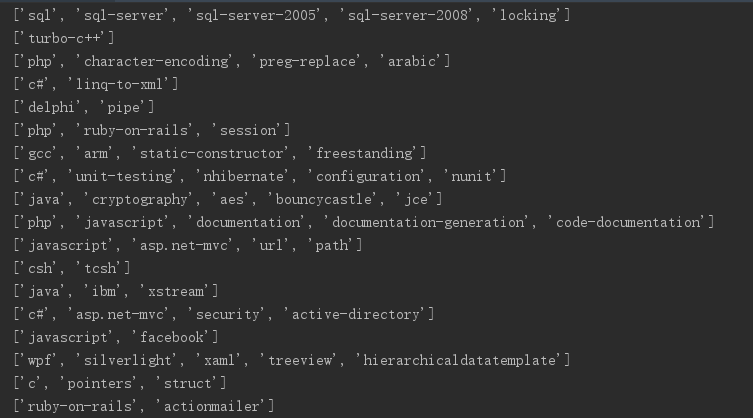 ['sql', 'sql-server', 'sql-server-2005', 'sql-server-2008', 'locking']
['turbo-c++']
['php', 'character-encoding', 'preg-replace', 'arabic']
['c#', 'linq-to-xml']
['delphi', 'pipe']
['php', 'ruby-on-rails', 'session']
['gcc', 'arm', 'static-constructor', 'freestanding']
['c#', 'unit-testing', 'nhibernate', 'configuration', 'nunit']
['java', 'cryptography', 'aes', 'bouncycastle', 'jce']
['php', 'javascript', 'documentation', 'documentation-generation', 'code-documentation']
['javascript', 'asp.net-mvc', 'url', 'path']
['csh', 'tcsh']
['java', 'ibm', 'xstream']
['c#', 'asp.net-mvc', 'security', 'active-directory']
['javascript', 'facebook']
['wpf', 'silverlight', 'xaml', 'treeview', 'hierarchicaldatatemplate']
['c', 'pointers', 'struct']
['ruby-on-rails', 'actionmailer']